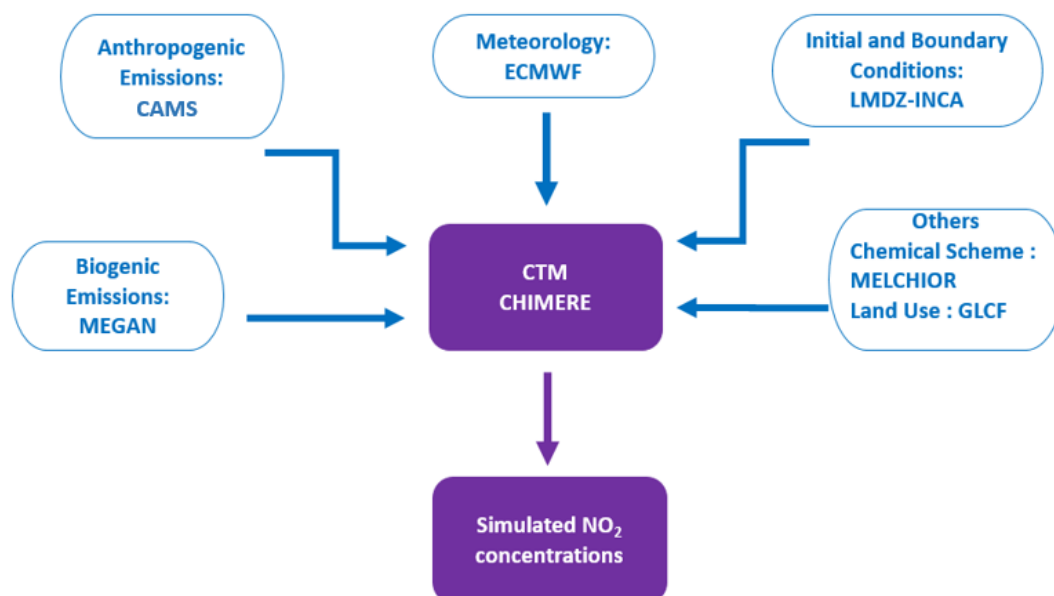 Anthropogenic
Emissions:
CAMS
Meteorology:
ECMWF
Initial and Boundary
Conditions:
LMDZ-INCA
Biogenic
Emissions:
MEGAN
CTM
CHIMERE
Others
Chemical Scheme :
MELCHIOR
Land Use : GLCF
Simulated NO₂
concentrations